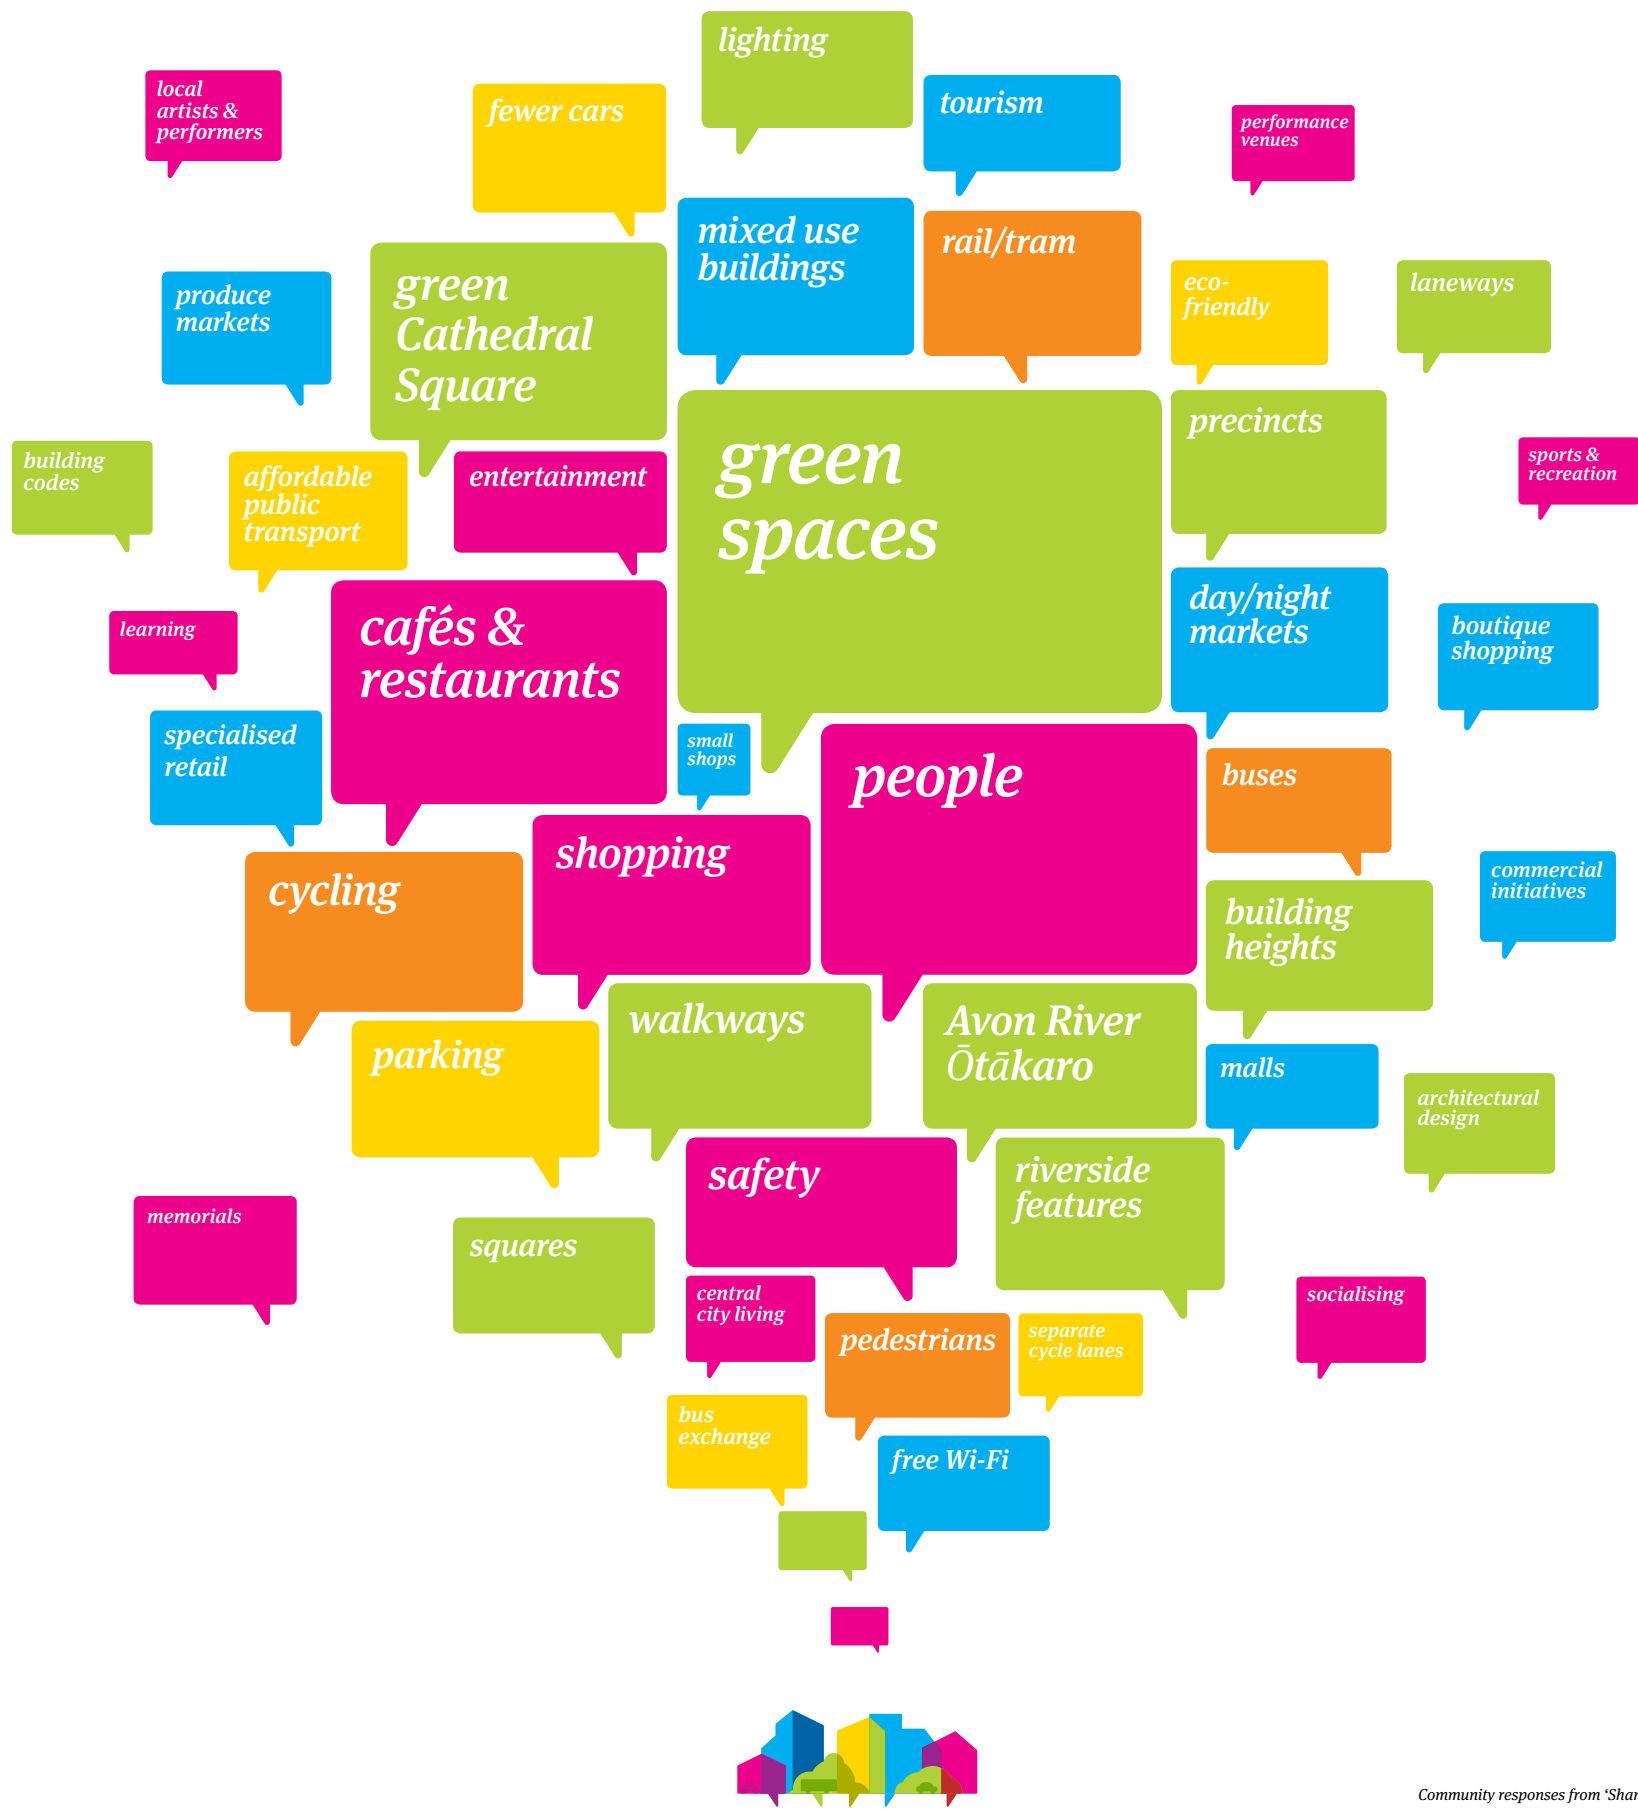 lighting
local
artists &
performers
fewer cars
tourism
performance
venues
mixed use
buildings
rail/tram
green
Cathedral
Square
produce
markets
eco-
friendly
laneways
green
spaces
precincts
building
codes
affordable
public
transport
entertainment
sports &
recreation
cafés &
restaurants
day/night
markets
learning
boutique
shopping
specialised
retail
small
shops
people
buses
shopping
cycling
commercial
initiatives
building
heights
walkways
Avon River
Ōtākaro
parking
malls
architectural
design
safety
riverside
features
memorials
squares
central
city living
socialising
pedestrians
separate
cycle lanes
bus
exchange
free Wi-Fi
Community responses from ‘Shar